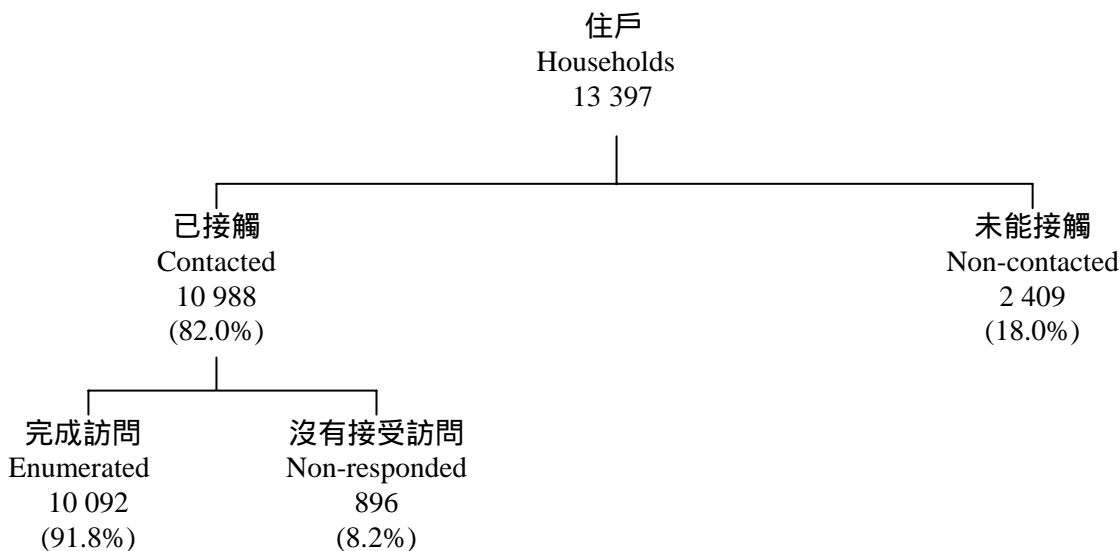 住戶
Households
13 397
已接觸
Contacted
10 988
(82.0%)
未能接觸
Non-contacted
2 409
(18.0%)
完成訪問
Enumerated
10 092
(91.8%)
沒有接受訪問
Non-responded
896
(8.2%)